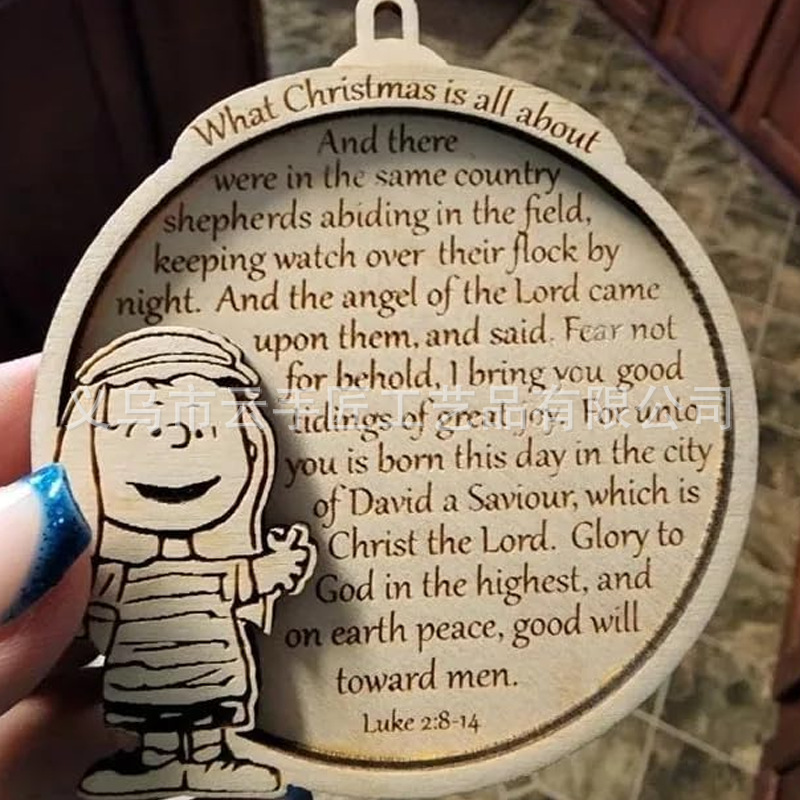 What Christmas is all about
And there
were in the same country
shepherds abiding in the field,
keeping watch over their flock by
night. And the angel of the Lord came
upon them, and said. Fear not
for behold, I bring you good
tidings of great joy. For unto
义乌市云丰匠工艺品有限公司
you is born this day in the city
of David a Saviour, which is
Christ the Lord. Glory to
God in the highest, and
on earth peace, good will
toward men.
Luke 2:8-14